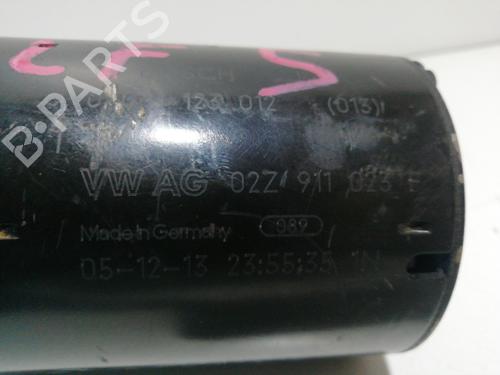 CF5
123 012 (013)
VW AG 02Z 911 023 F
Made in Germany 989
05-12-13 23:55:35 1N
B-PARTS